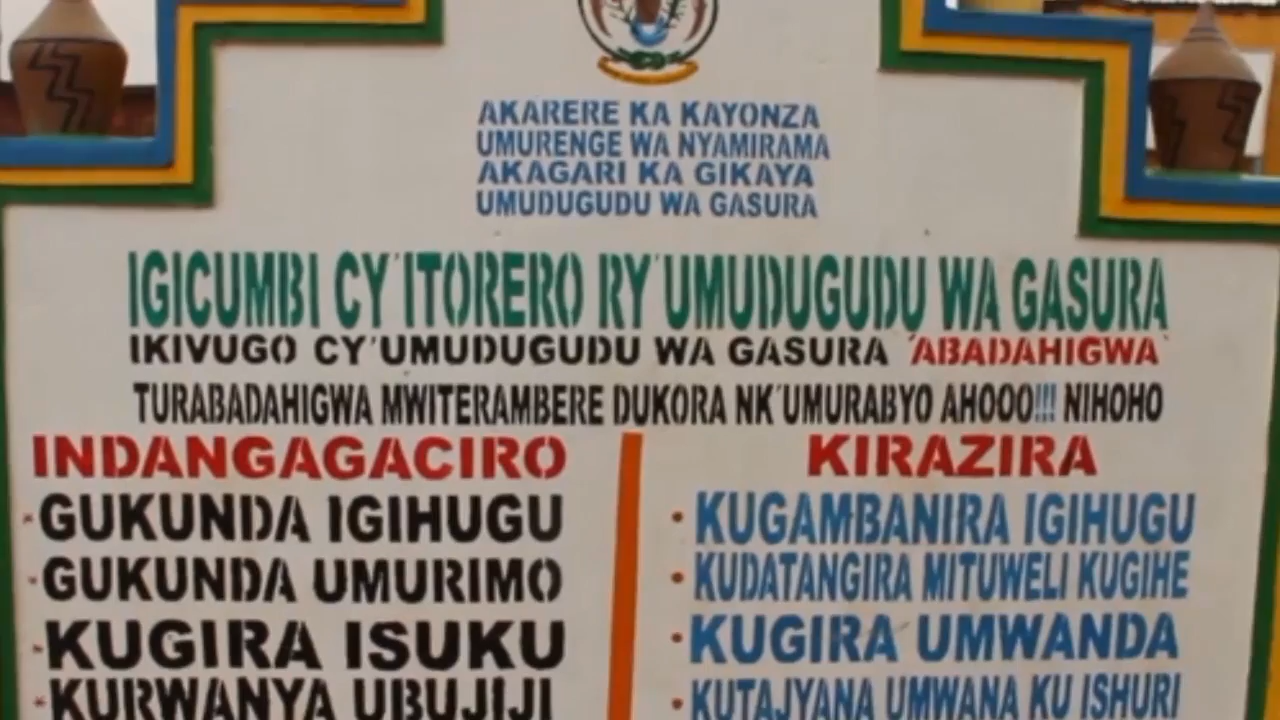 AKARERE KA KAYONZA
UMURENGE WA NYAMIRAMA
AKAGARI KA GIKAYA
UMUDUGUDU WA GASURA
IGICUMBI CY'ITORERO RY'UMUDUGUDU WA GASURA
IKIVUGO CY'UMUDUGUDU WA GASURA 'ABADAHIGWA'
TURABADAHIGWA MWITERAMBERE DUKORA NK'UMURABYO AHOOO!!! NIHOHO
INDANGAGACIRO
GUKUNDA IGIHUGU
GUKUNDA UMURIMO
KUGIRA ISUKU
KURWANYA UBUJIJI
KIRAZIRA
• KUGAMBANIRA IGIHUGU
• KUDATANGIRA MITUWELI KUGIHE
• KUGIRA UMWANDA
• KUTAJYANA UMWANA KU ISHURI